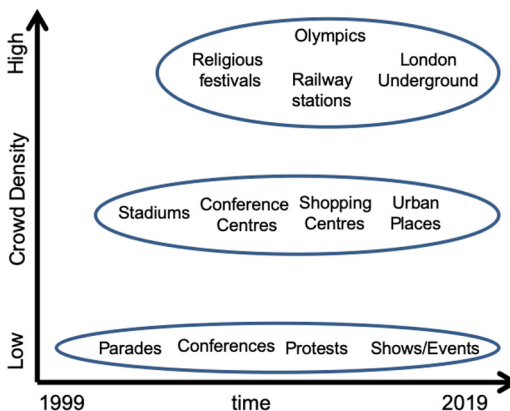 High
Crowd Density
Low
Olympics
Religious
festivals
Railway
stations
London
Underground
Stadiums
Conference
Centres
Shopping
Centres
Urban
Places
Parades
Conferences
Protests
Shows/Events
1999
time
2019